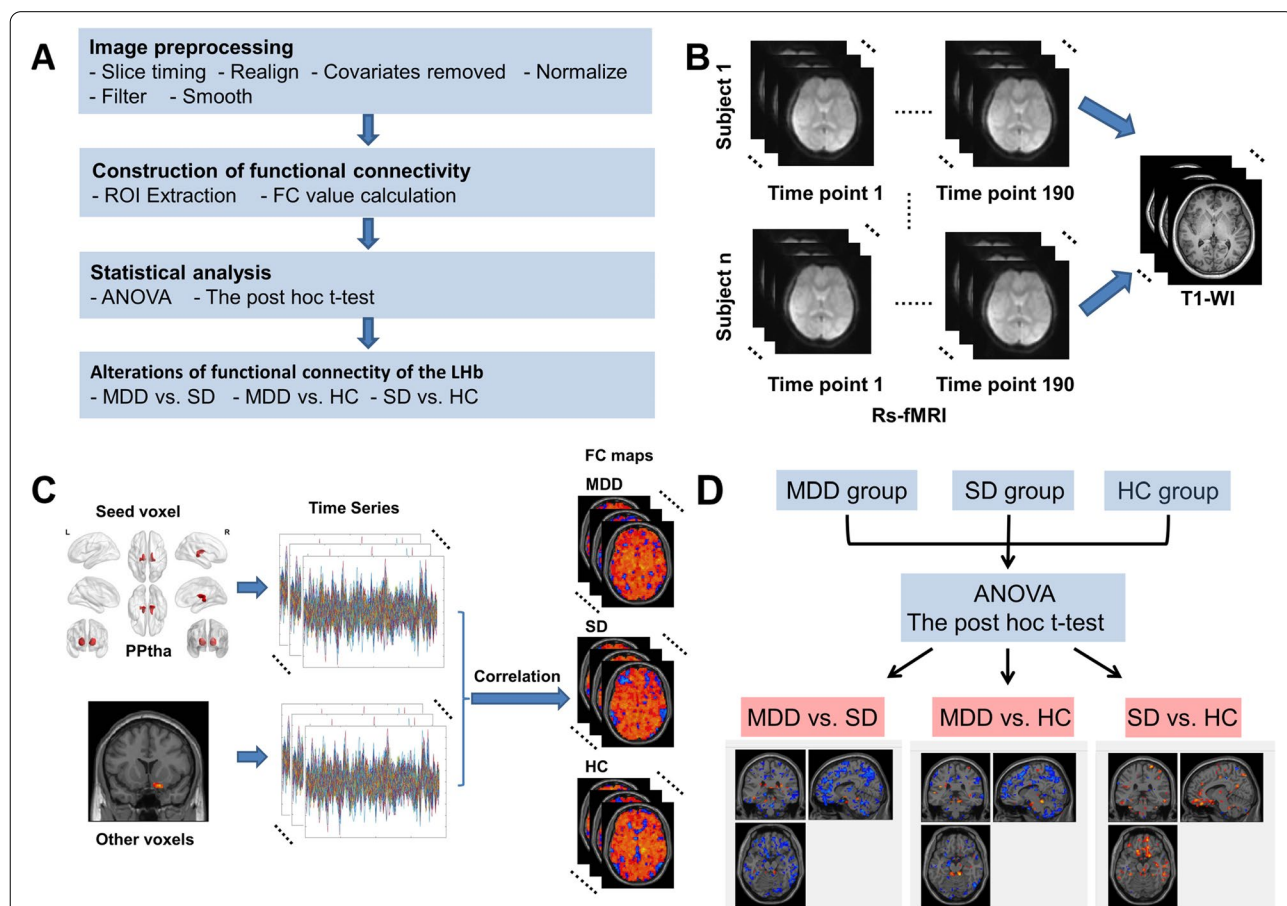 A
Image preprocessing
- Slice timing - Realign - Covariates removed - Normalize
- Filter - Smooth
Construction of functional connectivity
- ROI Extraction - FC value calculation
Statistical analysis
- ANOVA - The post hoc t-test
Alterations of functional connectity of the LHb
- MDD vs. SD - MDD vs. HC - SD vs. HC
B
Subject 1
Time point 1
Time point 190
Subject n
Time point 1
Time point 190
Rs-fMRI
T1-WI
C
Seed voxel
L
R
PPtha
Other voxels
Time Series
Correlation
FC maps
MDD
SD
HC
D
MDD group
SD group
HC group
ANOVA
The post hoc t-test
MDD vs. SD
MDD vs. HC
SD vs. HC